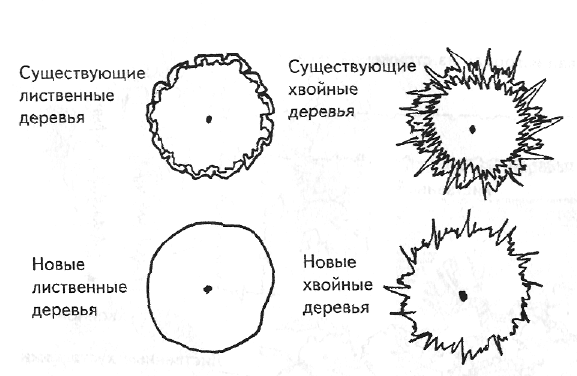 Существующие
лиственные
деревья
Существующие
хвойные
деревья
Новые
лиственные
деревья
Новые
хвойные
деревья